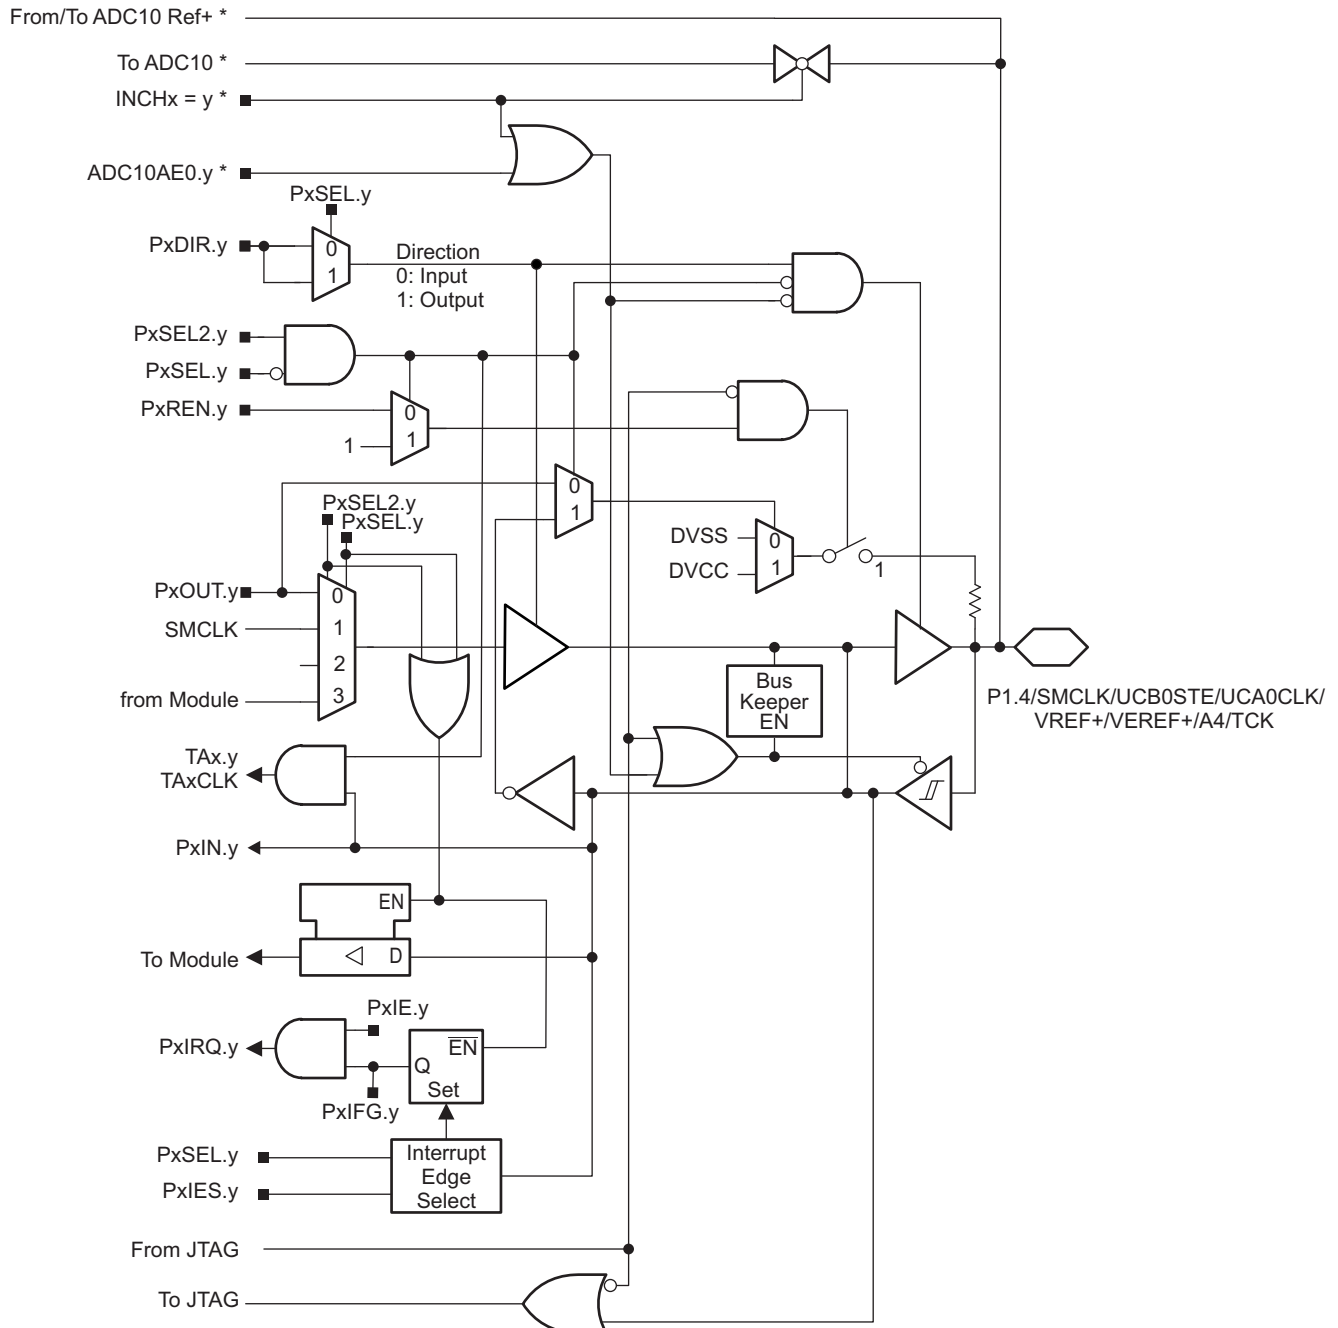 From/To ADC10 Ref+ *
To ADC10 *
INCHx = y *
ADC10AE0.y *
PxSEL.y
PxDIR.y
0
1
Direction
0: Input
1: Output
PxSEL2.y
PxSEL.y
PxREN.y
0
1
1
0
1
PxSEL2.y
PxSEL.y
DVSS
DVCC
0
1
1
PxOUT.y
SMCLK
from Module
0
1
2
3
Bus
Keeper
EN
P1.4/SMCLK/UCB0STE/UCA0CLK/
VREF+/VEREF+/A4/TCK
TAx.y
TAxCLK
PxIN.y
EN
D
To Module
PxIE.y
PxIRQ.y
EN
Q
Set
PxIFG.y
PxSEL.y
PxIES.y
Interrupt
Edge
Select
From JTAG
To JTAG